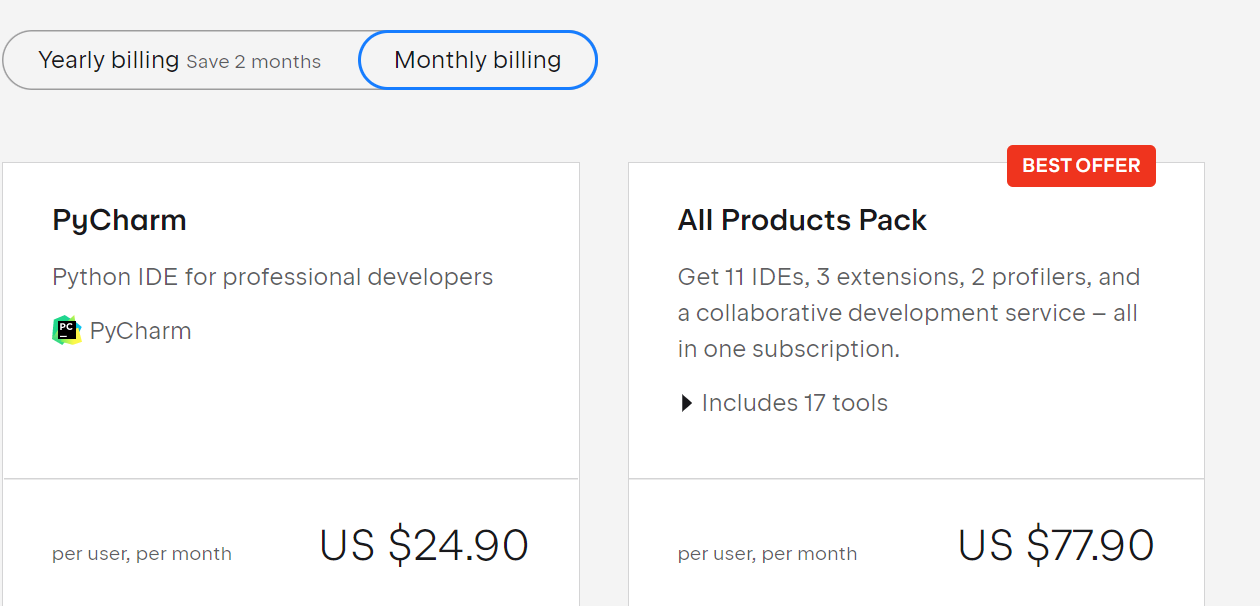 Yearly billing Save 2 months
Monthly billing
BEST OFFER
PyCharm
Python IDE for professional developers
PC
PyCharm
per user, per month
US $24.90
All Products Pack
Get 11 IDEs, 3 extensions, 2 profilers, and
a collaborative development service – all
in one subscription.
Includes 17 tools
per user, per month
US $77.90